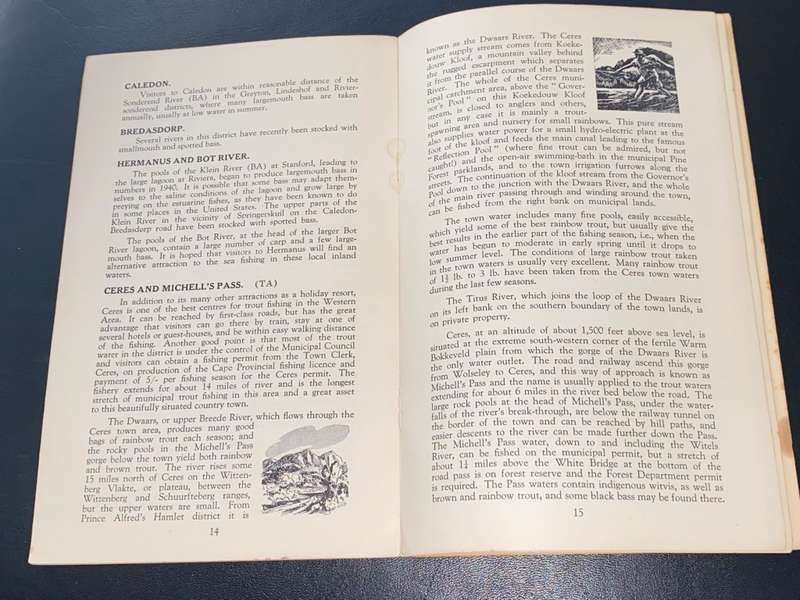 CALEDON.
Visitors to Caledon are within reasonable distance of the
Sonderend River (BA) in the Greyton, Lindeshof and Rivier-
sonderend districts, where many largemouth bass are taken
annually, usually at low water in summer.
BREDASDORP.
Several rivers in this district have recently been stocked with
smallmouth and spotted bass.
HERMANUS AND BOT RIVER.
The pools of the Klein River (BA) at Stanford, leading to
the large lagoon at Riviera, began to produce largemouth bass in
numbers in 1940. It is possible that some bass may adapt them-
selves to the saline conditions of the lagoon and grow large by
preying on the estuarine fishes, as they have been known to do
in some places in the United States. The upper parts of the
Klein River in the vicinity of Springerskuil on the Caledon-
Bredasdorp road have been stocked with spotted bass.
The pools of the Bot River, at the head of the larger Bot
River lagoon, contain a large number of carp and a few large-
mouth bass. It is hoped that visitors to Hermanus will find an
alternative attraction to the sea fishing in these local inland
waters.
CERES AND MICHELL'S PASS. (TA)
In addition to its many other attractions as a holiday resort,
Ceres is one of the best centres for trout fishing in the Western
Area. It can be reached by first-class roads, but has the great
advantage that visitors can go there by train, stay at one of
several hotels or guest-houses, and be within easy walking distance
of the fishing. Another good point is that most of the trout
water in the district is under the control of the Municipal Council
and visitors can obtain a fishing permit from the Town Clerk,
Ceres, on production of the Cape Provincial fishing licence and
payment of 5/- per fishing season for the Ceres permit. The
fishery extends for about 1¼ miles of river and is the longest
stretch of municipal trout fishing in this area and a great asset
to this beautifully situated country town.
The Dwaars, or upper Breede River, which flows through the
Ceres town area, produces many good
bags of rainbow trout each season; and
the rocky pools in the Michell's Pass
gorge below the town yield both rainbow
and brown trout. The river rises some
15 miles north of Ceres on the Witzen-
berg Vlakte, or plateau, between the
Witzenberg and Schuurfteberg ranges,
but the upper waters are small. From
Prince Alfred's Hamlet district it is
14
known as the Dwaars River. The Ceres
water supply stream comes from Koeke-
douw Kloof, a mountain valley behind
the rugged escarpment which separates
it from the parallel course of the Dwaars
River. The whole of the Ceres muni-
cipal catchment area, above the "Gover-
nor's Pool" on this Koekedouw Kloof
stream, is closed to anglers and others,
but in any case it is mainly a trout-
spawning area and nursery for small rainbows. This pure stream
also supplies water power for a small hydro-electric plant at the
foot of the kloof and feeds the main canal leading to the famous
"Reflection Pool" (where fine trout can be admired, but not
caught!) and the open-air swimming-bath in the municipal Pine
Forest parklands, and to the town irrigation furrows along the
streets. The continuation of the kloof stream from the Governor's
Pool down to the junction with the Dwaars River, and the whole
of the main river passing through and winding around the town,
can be fished from the right bank on municipal lands.
The town water includes many fine pools, easily accessible,
which yield some of the best rainbow trout, but usually give the
best results in the earlier part of the fishing season, i.e., when the
water has begun to moderate in early spring until it drops to
low summer level. The conditions of large rainbow trout taken
in the town waters is usually very excellent. Many rainbow trout
of 1½ lb. to 3 lb. have been taken from the Ceres town waters
during the last few seasons.
The Titus River, which joins the loop of the Dwaars River
on its left bank on the southern boundary of the town lands, is
on private property.
Ceres, at an altitude of about 1,500 feet above sea level, is
situated at the extreme south-western corner of the fertile Warm
Bokkeveld plain from which the gorge of the Dwaars River is
the only water outlet. The road and railway ascend this gorge
from Wolseley to Ceres, and this way of approach is known as
Michell's Pass and the name is usually applied to the trout waters
extending for about 6 miles in the river bed below the road. The
large rock pools at the head of Michell's Pass, under the water-
falls of the river's break-through, are below the railway tunnel on
the border of the town and can be reached by hill paths, and
easier descents to the river can be made further down the Pass.
The Michell's Pass water, down to and including the Witels
River, can be fished on the municipal permit, but a stretch of
about 1¼ miles above the White Bridge at the bottom of the
road pass is on forest reserve and the Forest Department permit
is required. The Pass waters contain indigenous witvis, as well as
brown and rainbow trout, and some black bass may be found there.
15